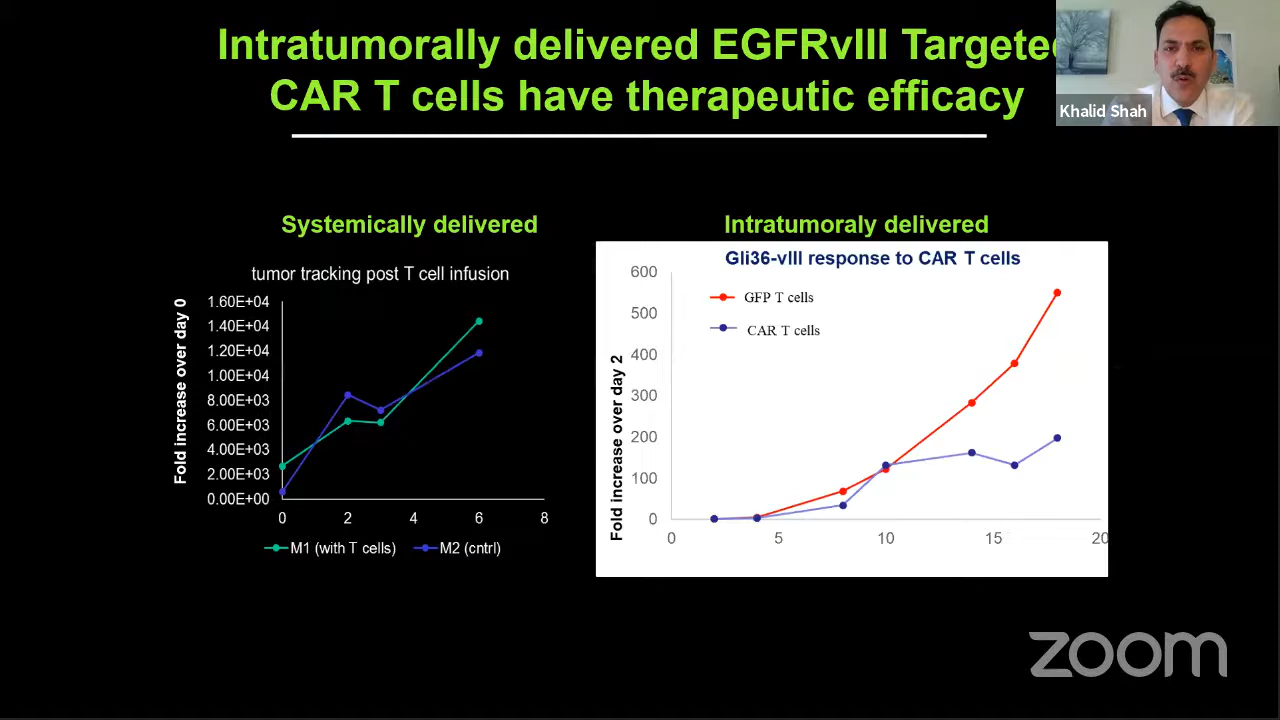 Intratumorally delivered EGFRvIII Targete
CAR T cells have therapeutic efficacy
Khalid Shah
Systemically delivered
tumor tracking post T cell infusion
Fold increase over day 0
1.60E+04
1.40E+04
1.20E+04
1.00E+04
8.00E+03
6.00E+03
4.00E+03
2.00E+03
0.00E+00
0 2 4 6 8
M1 (with T cells) M2 (cntrl)
Intratumoraly delivered
Gli36-vIII response to CAR T cells
GFP T cells
CAR T cells
Fold increase over day 2
600
500
400
300
200
100
0
0 5 10 15 20
zoom